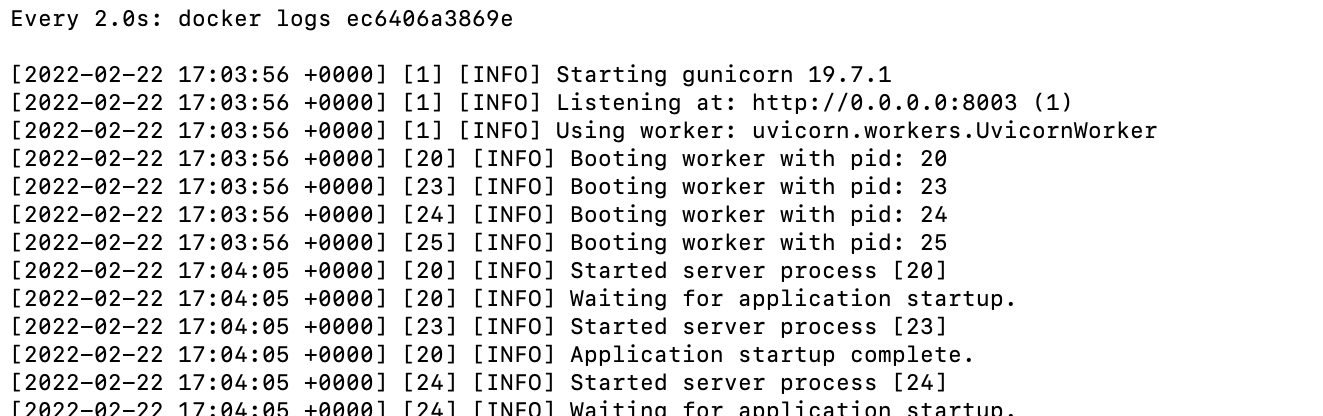 Every 2.0s: docker logs ec6406a3869e
[2022-02-22 17:03:56 +0000] [1] [INFO] Starting gunicorn 19.7.1
[2022-02-22 17:03:56 +0000] [1] [INFO] Listening at: http://0.0.0.0:8003 (1)
[2022-02-22 17:03:56 +0000] [1] [INFO] Using worker: uvicorn.workers.UvicornWorker
[2022-02-22 17:03:56 +0000] [20] [INFO] Booting worker with pid: 20
[2022-02-22 17:03:56 +0000] [23] [INFO] Booting worker with pid: 23
[2022-02-22 17:03:56 +0000] [24] [INFO] Booting worker with pid: 24
[2022-02-22 17:03:56 +0000] [25] [INFO] Booting worker with pid: 25
[2022-02-22 17:04:05 +0000] [20] [INFO] Started server process [20]
[2022-02-22 17:04:05 +0000] [20] [INFO] Waiting for application startup.
[2022-02-22 17:04:05 +0000] [23] [INFO] Started server process [23]
[2022-02-22 17:04:05 +0000] [20] [INFO] Application startup complete.
[2022-02-22 17:04:05 +0000] [24] [INFO] Started server process [24]
[2022-02-22 17:04:05 +0000] [24] [INFO] Waiting for application startup.